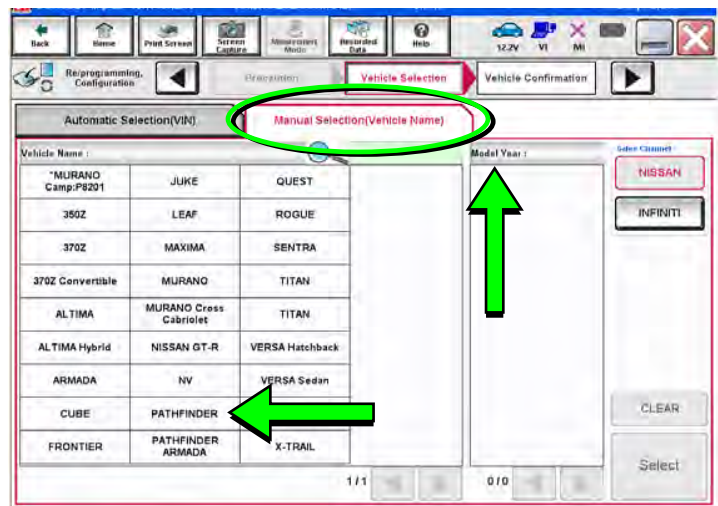 Back
Home
Print Screen
Screen
Capture
Measurement
Mode
Recorded
Data
Help
12.2V
VI
MI
Re/programming,
Configuration
Precaution
Vehicle Selection
Vehicle Confirmation
Automatic Selection(VIN)
Manual Selection(Vehicle Name)
Vehicle Name :
Model Year :
Sales Channel
*MURANO
Camp:P8201
JUKE
QUEST
NISSAN
350Z
LEAF
ROGUE
INFINITI
370Z
MAXIMA
SENTRA
370Z Convertible
MURANO
TITAN
ALTIMA
MURANO Cross
Cabriolet
TITAN
ALTIMA Hybrid
NISSAN GT-R
VERSA Hatchback
ARMADA
NV
VERSA Sedan
CUBE
PATHFINDER
CLEAR
FRONTIER
PATHFINDER
ARMADA
X-TRAIL
Select
1/1
0/0